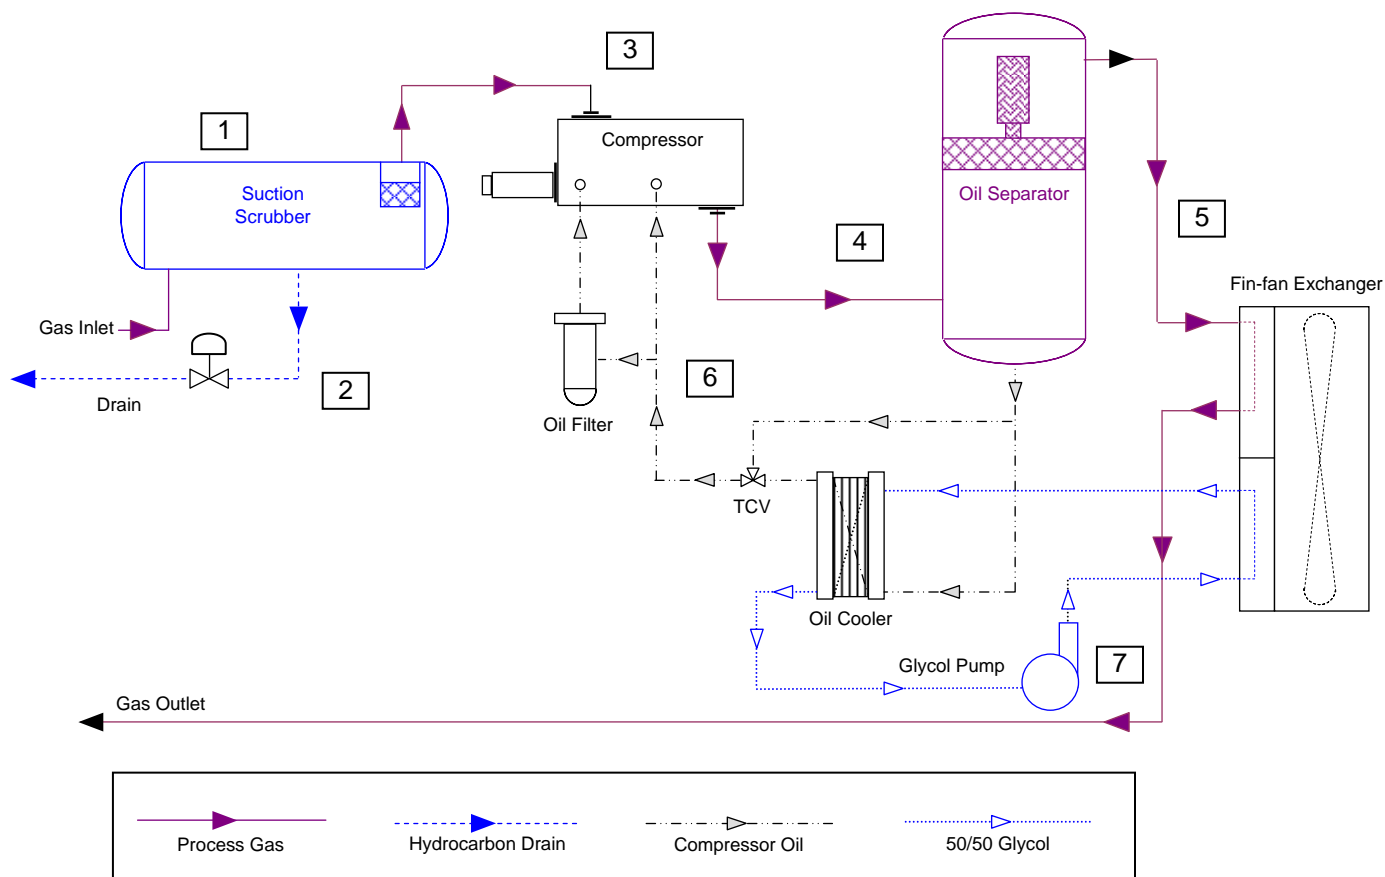 3
1
Compressor
Suction
Scrubber
Oil Separator
5
4
Fin-fan Exchanger
Gas Inlet
2
6
Drain
Oil Filter
TCV
Oil Cooler
Glycol Pump
7
Gas Outlet
Process Gas
Hydrocarbon Drain
Compressor Oil
50/50 Glycol